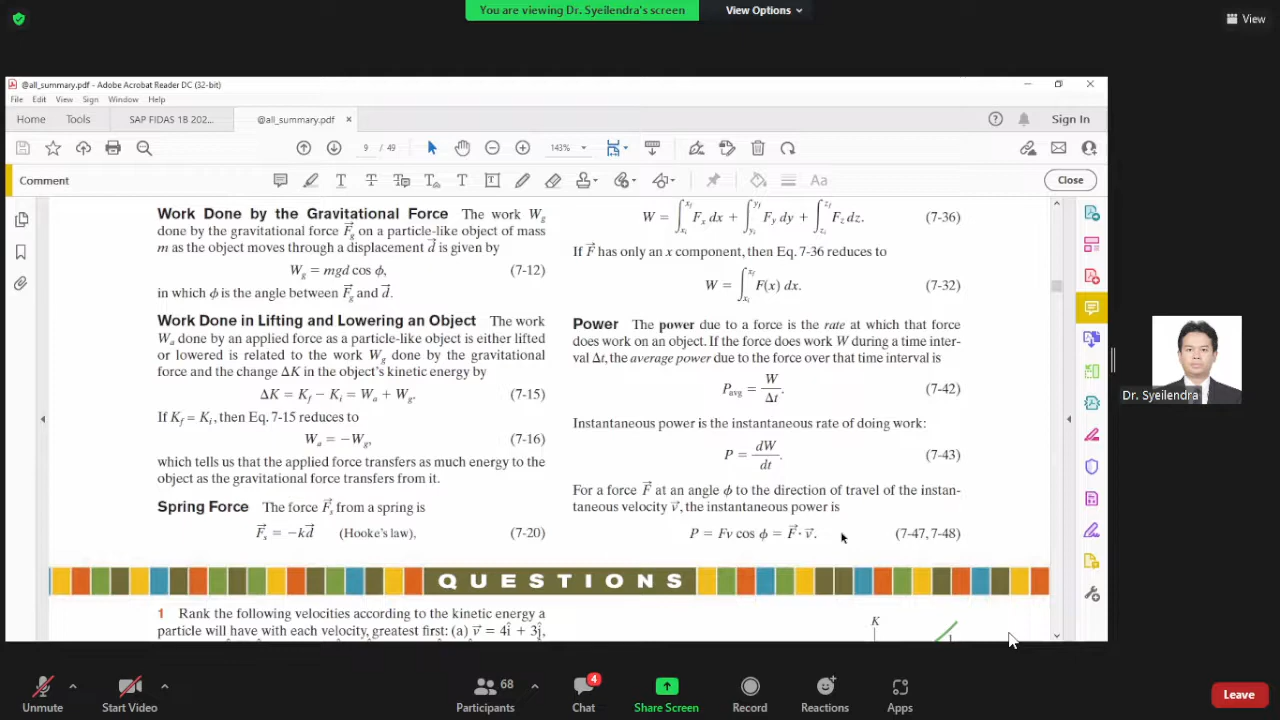 You are viewing Dr. Syeilendra's screen
View Options
View
@all_summary.pdf - Adobe Acrobat Reader DC (32-bit)
File Edit View Sign Window Help
Home Tools SAP FIDAS 1B 202... @all_summary.pdf × Sign In
9 / 49 143%
Comment Aa Close
Work Done by the Gravitational Force The work W_g
done by the gravitational force F⃗_g on a particle-like object of mass
m as the object moves through a displacement d⃗ is given by
W_g = mgd cos ϕ, (7-12)
in which ϕ is the angle between F⃗_g and d⃗.
Work Done in Lifting and Lowering an Object The work
W_a done by an applied force as a particle-like object is either lifted
or lowered is related to the work W_g done by the gravitational
force and the change ΔK in the object's kinetic energy by
ΔK = K_f − K_i = W_a + W_g. (7-15)
If K_f = K_i, then Eq. 7-15 reduces to
W_a = −W_g, (7-16)
which tells us that the applied force transfers as much energy to the
object as the gravitational force transfers from it.
Spring Force The force F⃗_s from a spring is
F⃗_s = −kd⃗ (Hooke's law), (7-20)
W = ∫_{x_i}^{x_f} F_x dx + ∫_{y_i}^{y_f} F_y dy + ∫_{z_i}^{z_f} F_z dz. (7-36)
If F⃗ has only an x component, then Eq. 7-36 reduces to
W = ∫_{x_i}^{x_f} F(x) dx. (7-32)
Power The power due to a force is the rate at which that force
does work on an object. If the force does work W during a time inter-
val Δt, the average power due to the force over that time interval is
P_avg = W/Δt. (7-42)
Instantaneous power is the instantaneous rate of doing work:
P = dW/dt. (7-43)
For a force F⃗ at an angle ϕ to the direction of travel of the instan-
taneous velocity v⃗, the instantaneous power is
P = Fv cos ϕ = F⃗ · v⃗. (7-47, 7-48)
QUESTIONS
1 Rank the following velocities according to the kinetic energy a
particle will have with each velocity, greatest first: (a) v⃗ = 4î + 3ĵ,
K
Dr. Syeilendra
Unmute
Start Video
68
Participants
4
Chat
Share Screen
Record
Reactions
Apps
Leave